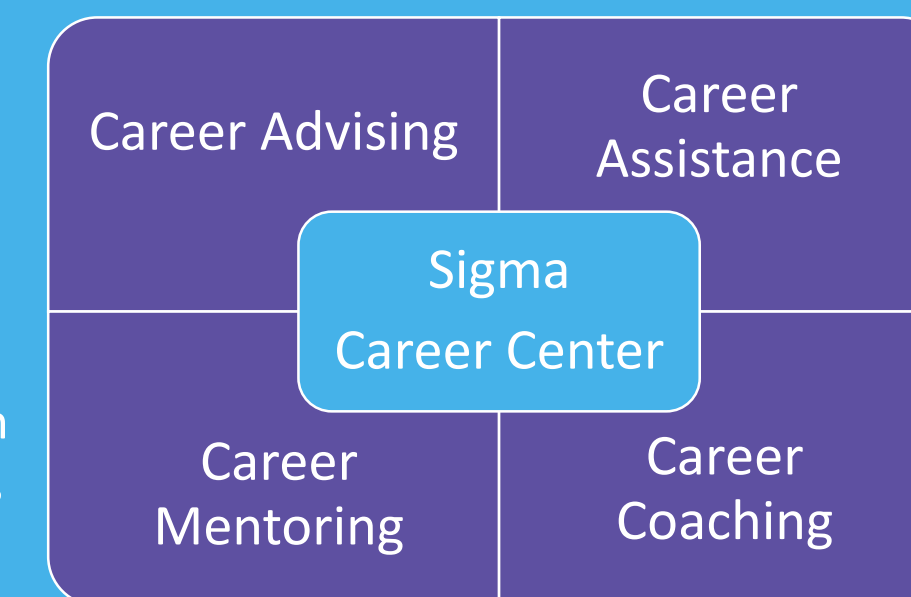 Career Advising
Career
Assistance
Sigma
Career Center
Career
Mentoring
Career
Coaching